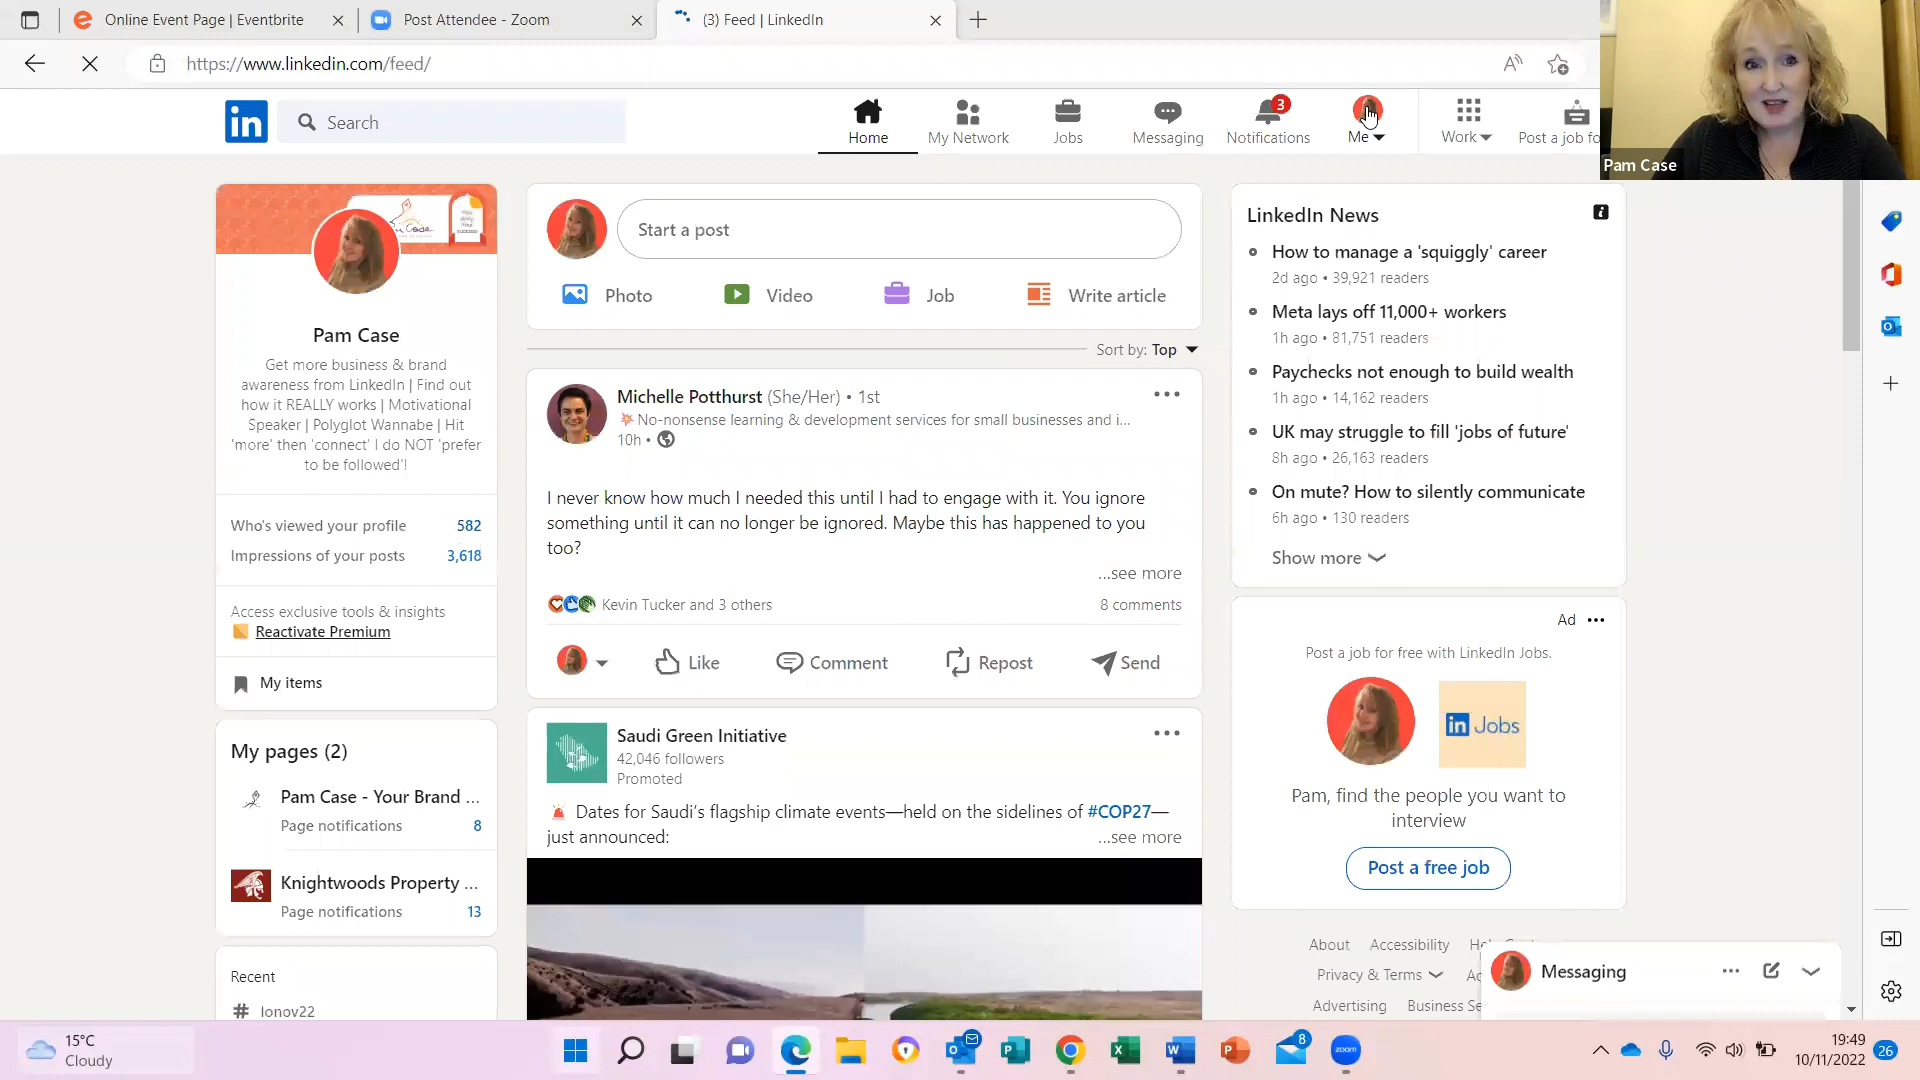 Online Event Page | Eventbrite
Post Attendee - Zoom
(3) Feed | LinkedIn
https://www.linkedin.com/feed/
Pam Case
in
Search
Home
My Network
Jobs
Messaging
3
Notifications
Me
Work
Post a job fo
Pam Case
Get more business & brand
awareness from LinkedIn | Find out
how it REALLY works | Motivational
Speaker | Polyglot Wannabe | Hit
'more' then 'connect' I do NOT 'prefer
to be followed'!
Who's viewed your profile 582
Impressions of your posts 3,618
Access exclusive tools & insights
Reactivate Premium
My items
My pages (2)
Pam Case - Your Brand ...
Page notifications 8
Knightwoods Property ...
Page notifications 13
Recent
# lonov22
Start a post
Photo
Video
Job
Write article
Sort by: Top
Michelle Potthurst (She/Her) • 1st
No-nonsense learning & development services for small businesses and i...
10h •
I never know how much I needed this until I had to engage with it. You ignore
something until it can no longer be ignored. Maybe this has happened to you
too?
...see more
Kevin Tucker and 3 others
8 comments
Like
Comment
Repost
Send
Saudi Green Initiative
42,046 followers
Promoted
Dates for Saudi's flagship climate events—held on the sidelines of #COP27—
just announced:
...see more
LinkedIn News
How to manage a 'squiggly' career
2d ago • 39,921 readers
Meta lays off 11,000+ workers
1h ago • 81,751 readers
Paychecks not enough to build wealth
1h ago • 14,162 readers
UK may struggle to fill 'jobs of future'
8h ago • 26,163 readers
On mute? How to silently communicate
6h ago • 130 readers
Show more
Ad
Post a job for free with LinkedIn Jobs.
in Jobs
Pam, find the people you want to
interview
Post a free job
About Accessibility
Privacy & Terms
Advertising Business Se
Messaging
15°C
Cloudy
8
zoom
19:49
10/11/2022
26